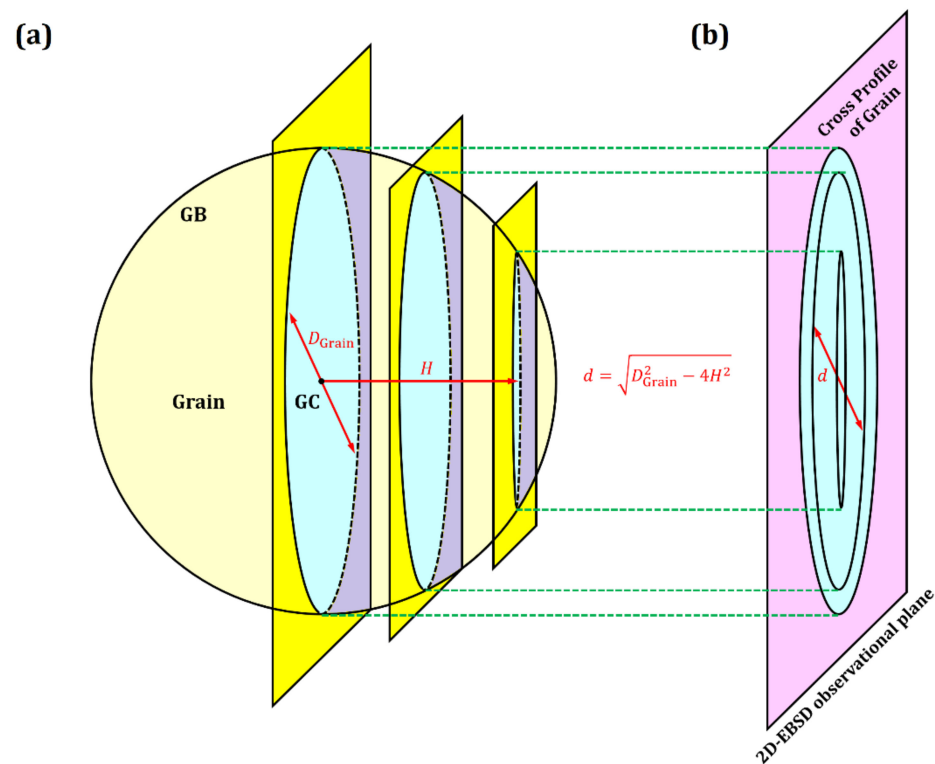 (a)
(b)
Cross Profile
of Grain
GB
D_Grain
H
d = √(D²_Grain − 4H²)
d
Grain
GC
2D-EBSD observational plane